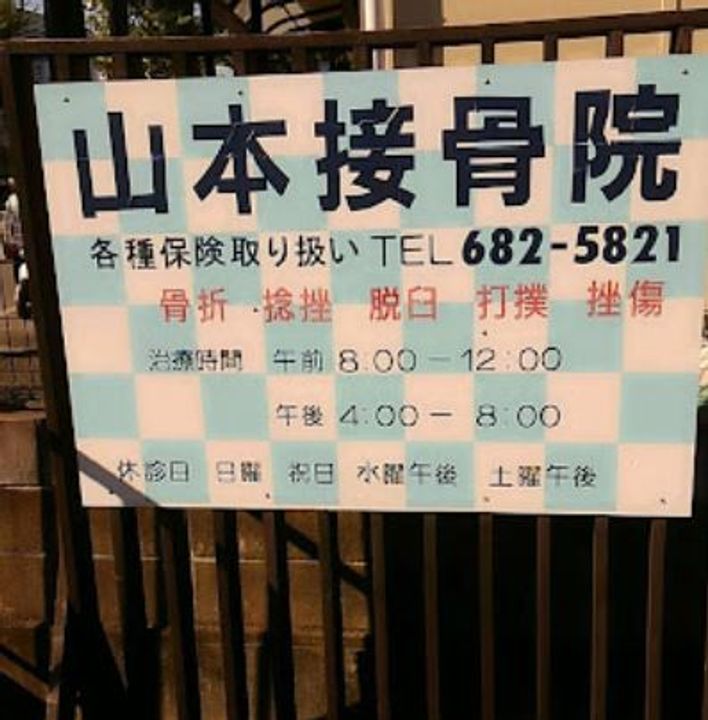 山本接骨院
各種保険取り扱い TEL 682-5821
骨折 捻挫 脱臼 打撲 挫傷
治療時間 午前 8:00-12:00
午後 4:00- 8:00
休診日 日曜 祝日 水曜午後 土曜午後